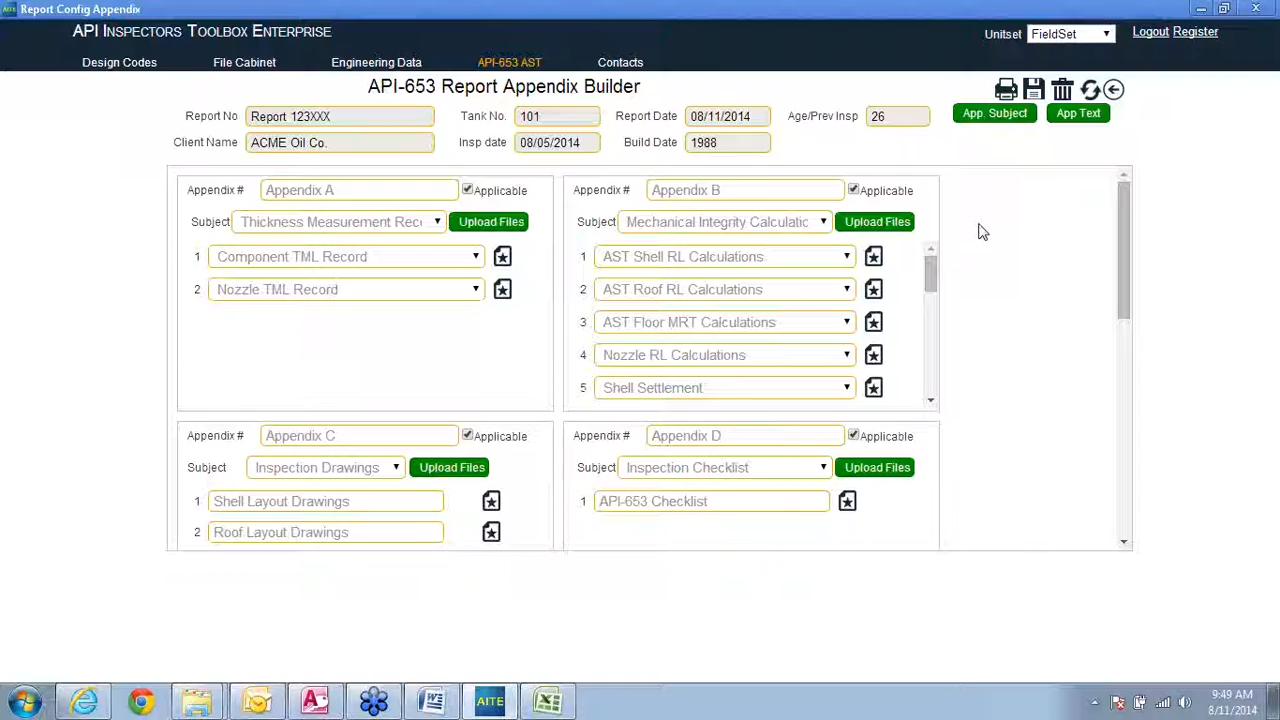 Report Config Appendix
API INSPECTORS TOOLBOX ENTERPRISE
Unitset FieldSet Logout Register
Design Codes File Cabinet Engineering Data API-653 AST Contacts
API-653 Report Appendix Builder
Report No Report 123XXX Tank No. 101 Report Date 08/11/2014 Age/Prev Insp 26 App. Subject App Text
Client Name ACME Oil Co. Insp date 08/05/2014 Build Date 1988
Appendix # Appendix A Applicable
Subject Thickness Measurement Rec Upload Files
1 Component TML Record
2 Nozzle TML Record
Appendix # Appendix B Applicable
Subject Mechanical Integrity Calculatic Upload Files
1 AST Shell RL Calculations
2 AST Roof RL Calculations
3 AST Floor MRT Calculations
4 Nozzle RL Calculations
5 Shell Settlement
Appendix # Appendix C Applicable
Subject Inspection Drawings Upload Files
1 Shell Layout Drawings
2 Roof Layout Drawings
Appendix # Appendix D Applicable
Subject Inspection Checklist Upload Files
1 API-653 Checklist
AITE
9:49 AM
8/11/2014